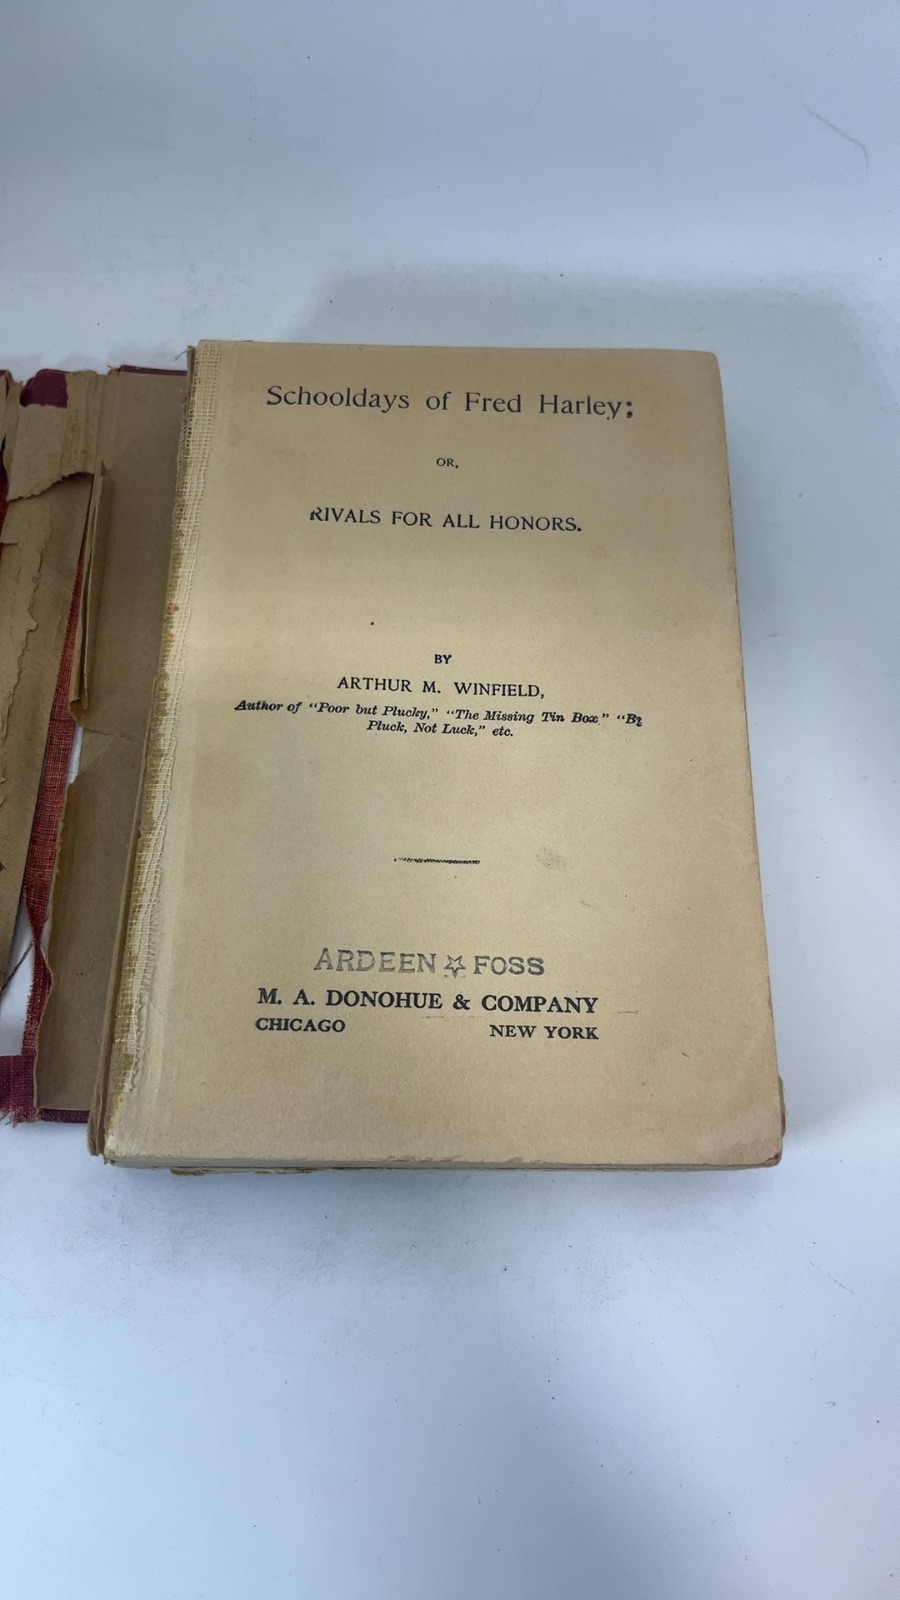 Schooldays of Fred Harley;
OR,
RIVALS FOR ALL HONORS.
BY
ARTHUR M. WINFIELD,
Author of "Poor but Plucky," "The Missing Tin Box" "By
Pluck, Not Luck," etc.
ARDEEN ☆ FOSS
M. A. DONOHUE & COMPANY
CHICAGO NEW YORK